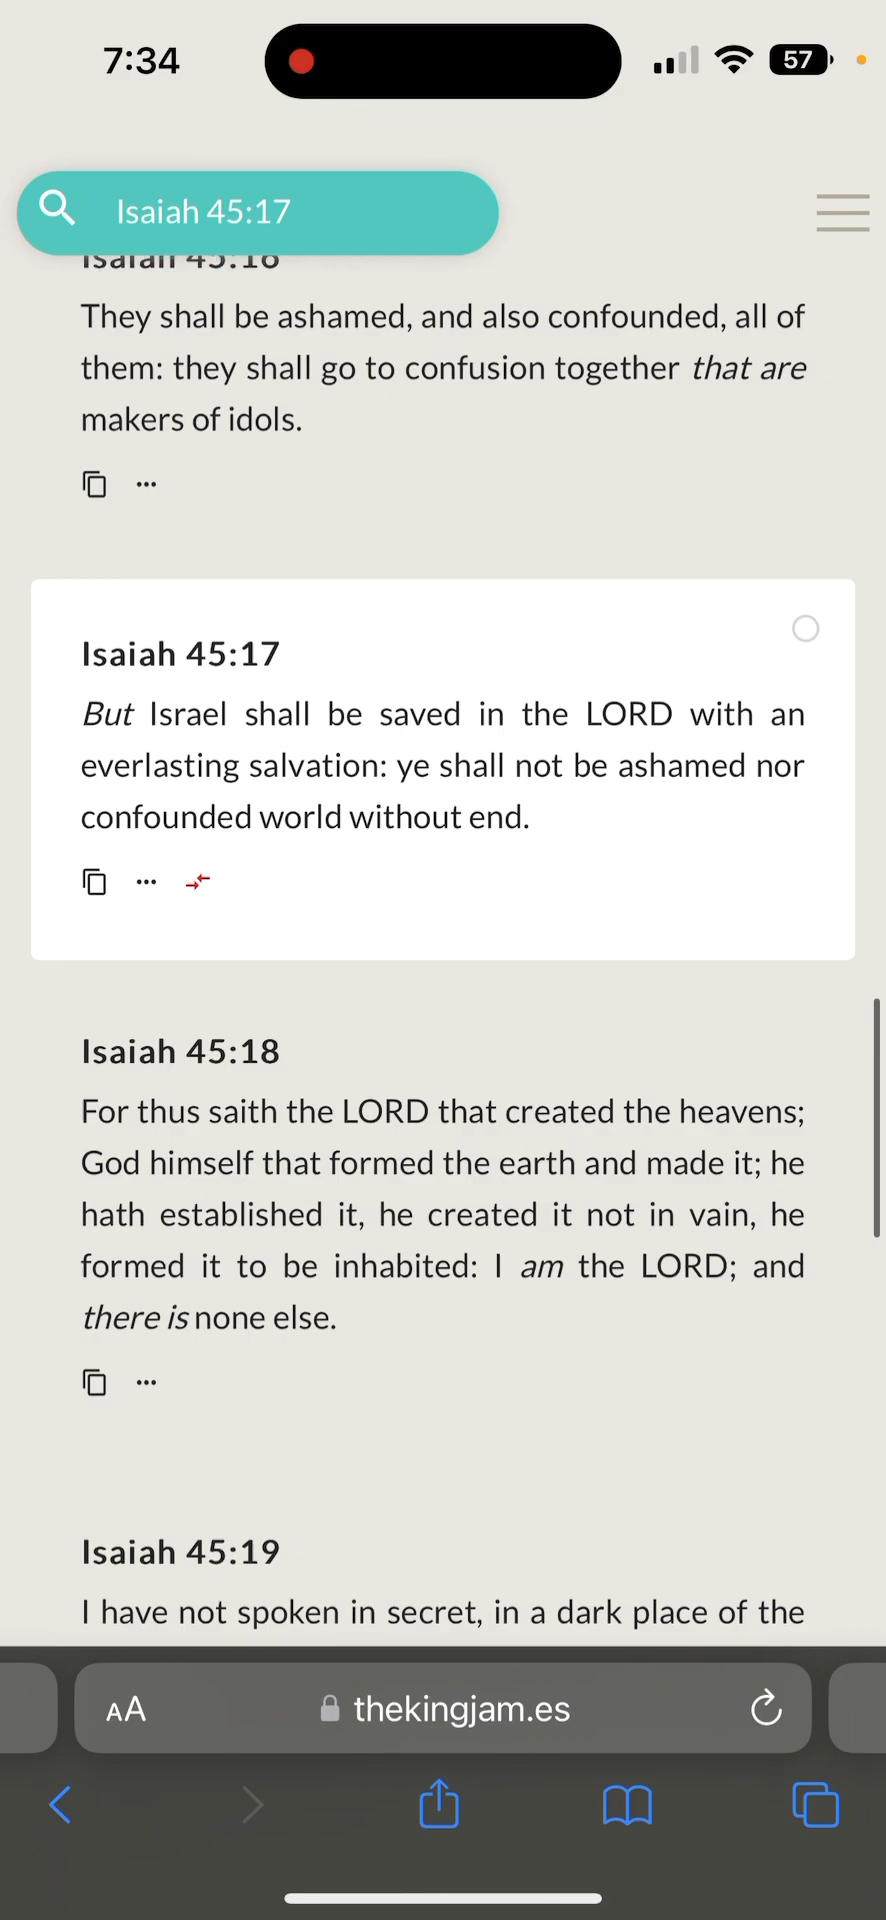 7:34
57
Isaiah 45:17
Isaiah 45:16
They shall be ashamed, and also confounded, all of
them: they shall go to confusion together that are
makers of idols.
Isaiah 45:17
But Israel shall be saved in the LORD with an
everlasting salvation: ye shall not be ashamed nor
confounded world without end.
Isaiah 45:18
For thus saith the LORD that created the heavens;
God himself that formed the earth and made it; he
hath established it, he created it not in vain, he
formed it to be inhabited: I am the LORD; and
there is none else.
Isaiah 45:19
I have not spoken in secret, in a dark place of the
AA
thekingjam.es